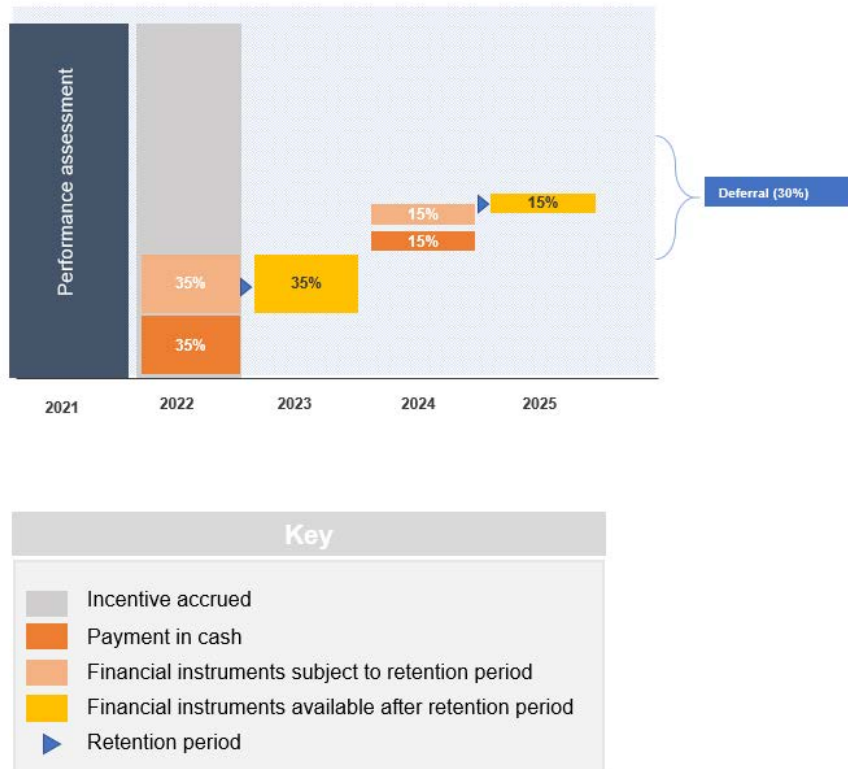 Performance assessment
15%
15%
Deferral (30%)
15%
35%
35%
35%
2021
2022
2023
2024
2025
Key
Incentive accrued
Payment in cash
Financial instruments subject to retention period
Financial instruments available after retention period
Retention period